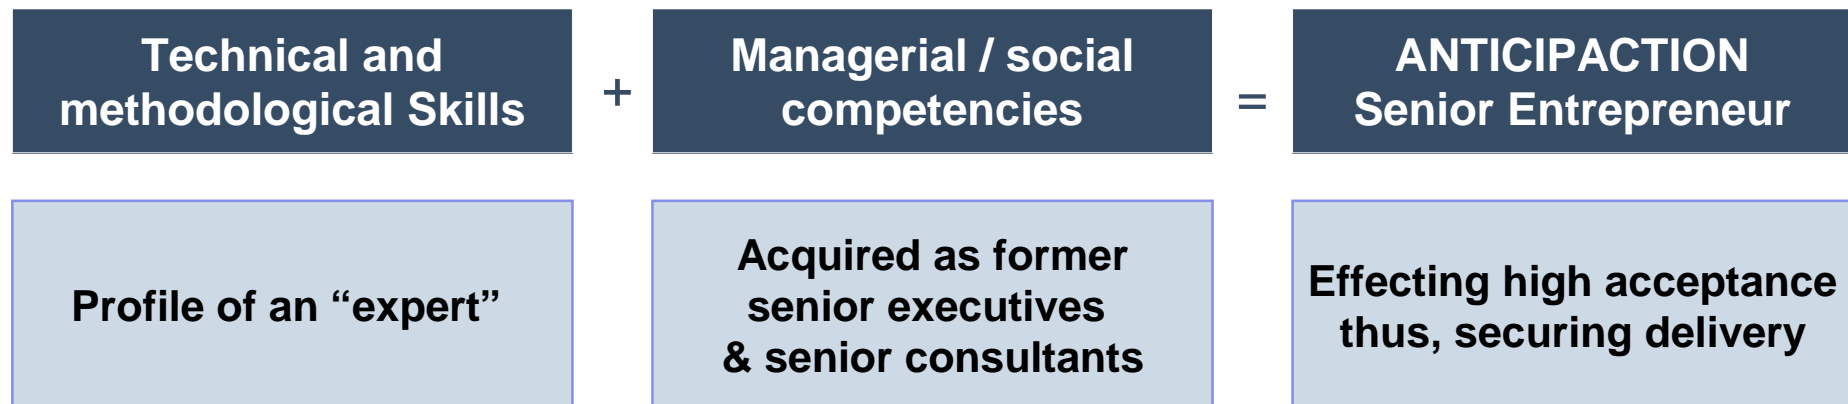 Technical and
methodological Skills
+
Managerial / social
competencies
=
ANTICIPACTION
Senior Entrepreneur
Profile of an “expert”
Acquired as former
senior executives
& senior consultants
Effecting high acceptance
thus, securing delivery